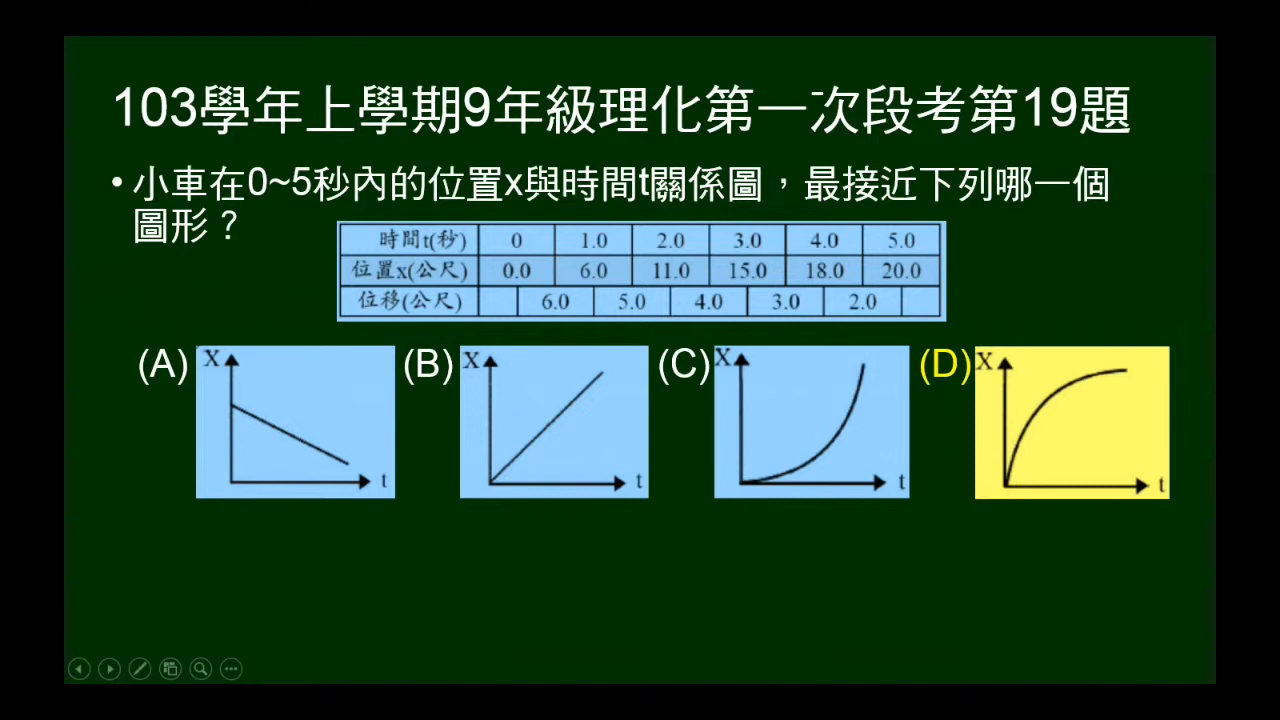 103學年上學期9年級理化第一次段考第19題
• 小車在0~5秒內的位置x與時間t關係圖，最接近下列哪一個
圖形？
時間t(秒) 0 1.0 2.0 3.0 4.0 5.0
位置x(公尺) 0.0 6.0 11.0 15.0 18.0 20.0
位移(公尺) 6.0 5.0 4.0 3.0 2.0
(A) X t
(B) X t
(C) X t
(D) X t